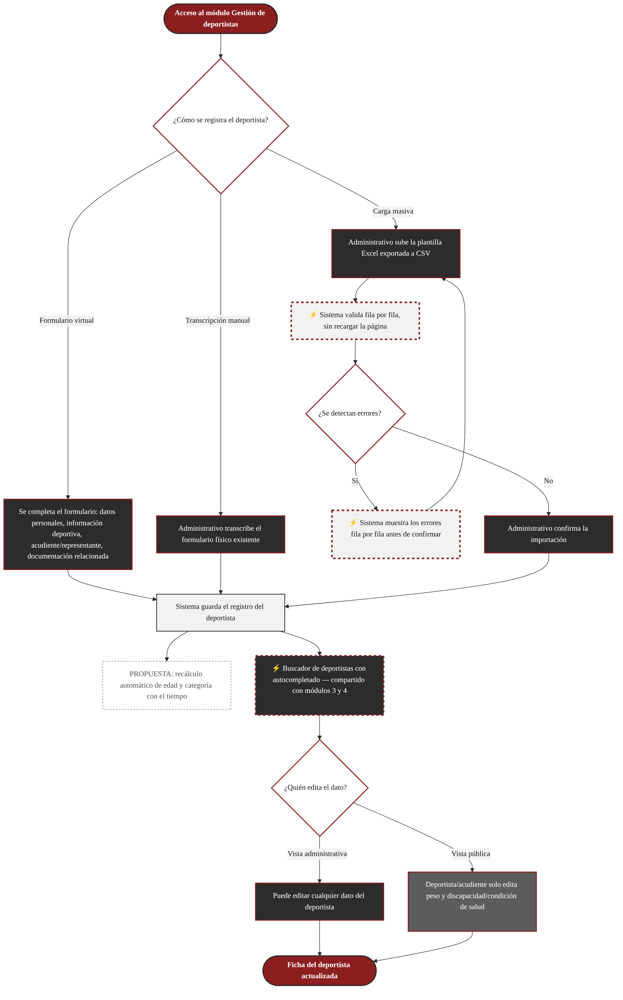 Acceso al módulo Gestión de
deportistas
¿Cómo se registra el deportista?
Carga masiva
Administrativo sube la plantilla
Excel exportada a CSV
⚡ Sistema valida fila por fila,
sin recargar la página
Formulario virtual
Transcripción manual
¿Se detectan errores?
Sí
No
Se completa el formulario: datos
personales, información
deportiva,
acudiente/representante,
documentación relacionada
Administrativo transcribe el
formulario físico existente
⚡ Sistema muestra los errores
fila por fila antes de confirmar
Administrativo confirma la
importación
Sistema guarda el registro del
deportista
PROPUESTA: recálculo
automático de edad y categoría
con el tiempo
⚡ Buscador de deportistas con
autocompletado — compartido
con módulos 3 y 4
¿Quién edita el dato?
Vista administrativa
Vista pública
Puede editar cualquier dato del
deportista
Deportista/acudiente solo edita
peso y discapacidad/condición
de salud
Ficha del deportista
actualizada